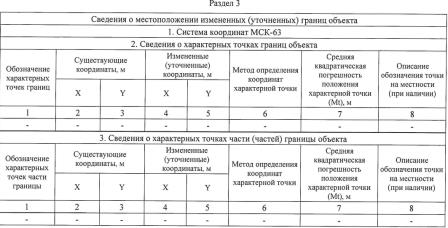 Раздел 3
Сведения о местоположении измененных (уточненных) границ объекта
1. Система координат МСК-63
2. Сведения о характерных точках границ объекта
Обозначение характерных точек границ
Существующие координаты, м
Измененные (уточненные) координаты, м
Метод определения координат характерной точки
Средняя квадратическая погрешность положения характерной точки (Mt), м
Описание обозначения точки на местности (при наличии)
X Y X Y
1 2 3 4 5 6 7 8
- - - - - - - -
3. Сведения о характерных точках части (частей) границы объекта
Обозначение характерных точек части границы
Существующие координаты, м
Измененные (уточненные) координаты, м
Метод определения координат характерной точки
Средняя квадратическая погрешность положения характерной точки (Mt), м
Описание обозначения точки на местности (при наличии)
X Y X Y
1 2 3 4 5 6 7 8
- - - - - - - -